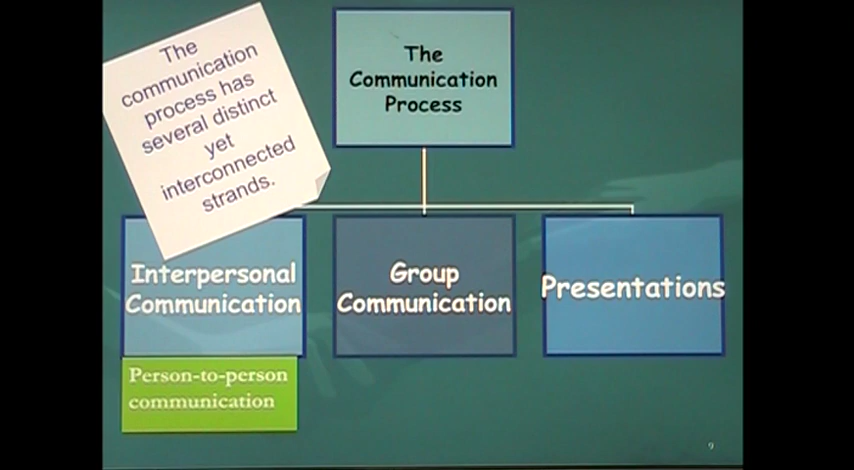 The
communication
process has
several distinct
yet
interconnected
strands.
The
Communication
Process
Interpersonal
Communication
Group
Communication
Presentations
Person-to-person
communication
9